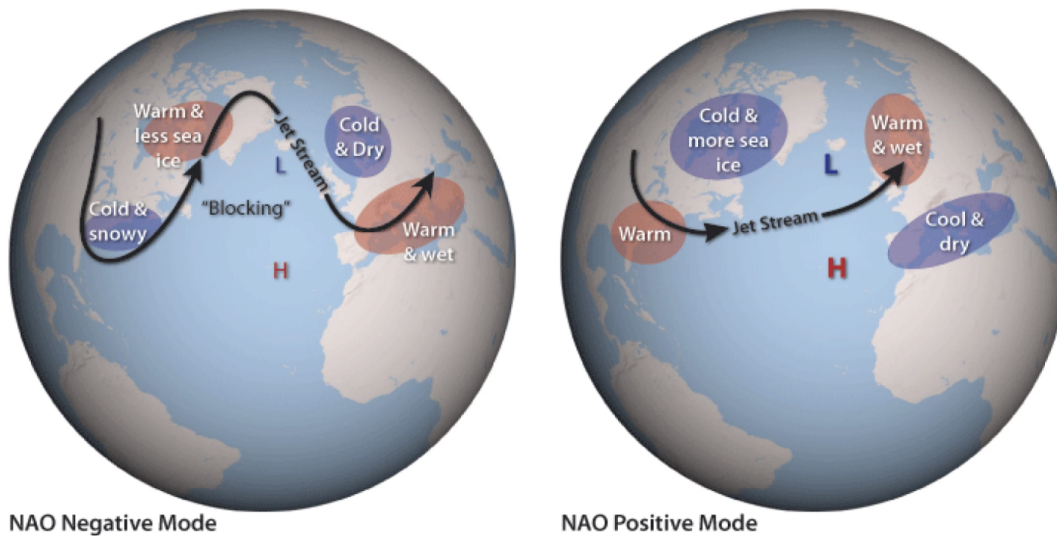 Warm &
less sea
ice
Cold
& Dry
Jet Stream
L
Cold &
snowy
"Blocking"
Warm
& wet
H
NAO Negative Mode
Cold &
more sea
ice
Warm
& wet
L
Jet Stream
Warm
Cool &
dry
H
NAO Positive Mode